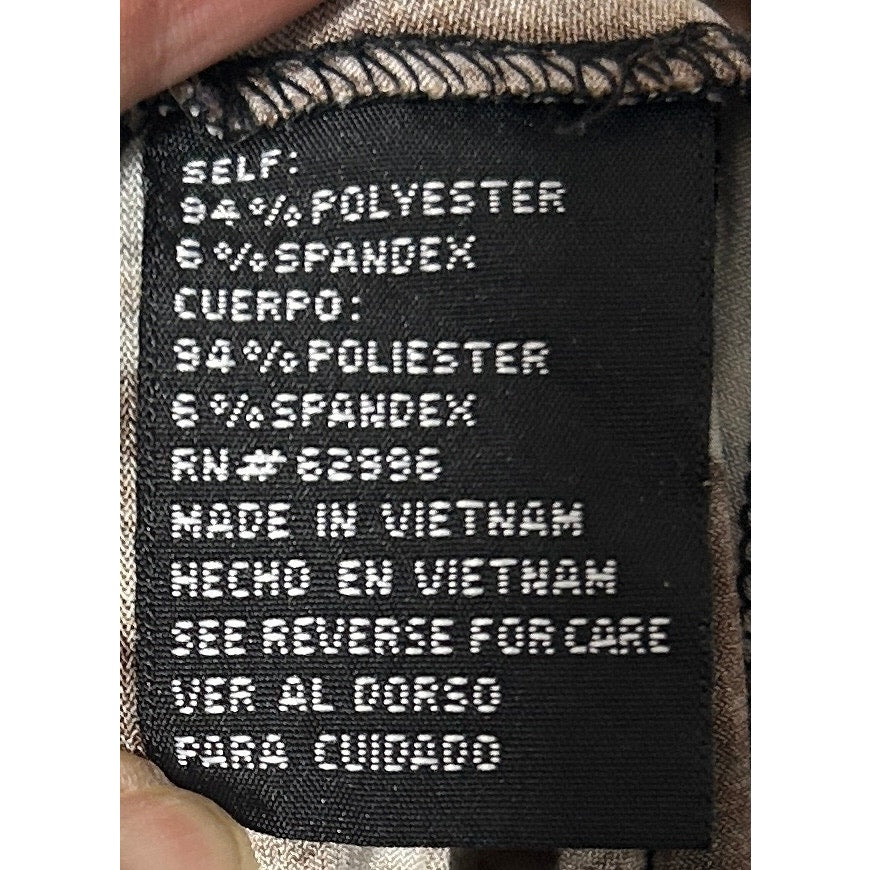 SELF:
94%POLYESTER
6%SPANDEX
CUERPO:
94%POLIESTER
6%SPANDEX
RN#62996
MADE IN VIETNAM
HECHO EN VIETNAM
SEE REVERSE FOR CARE
VER AL DORSO
PARA CUIDADO